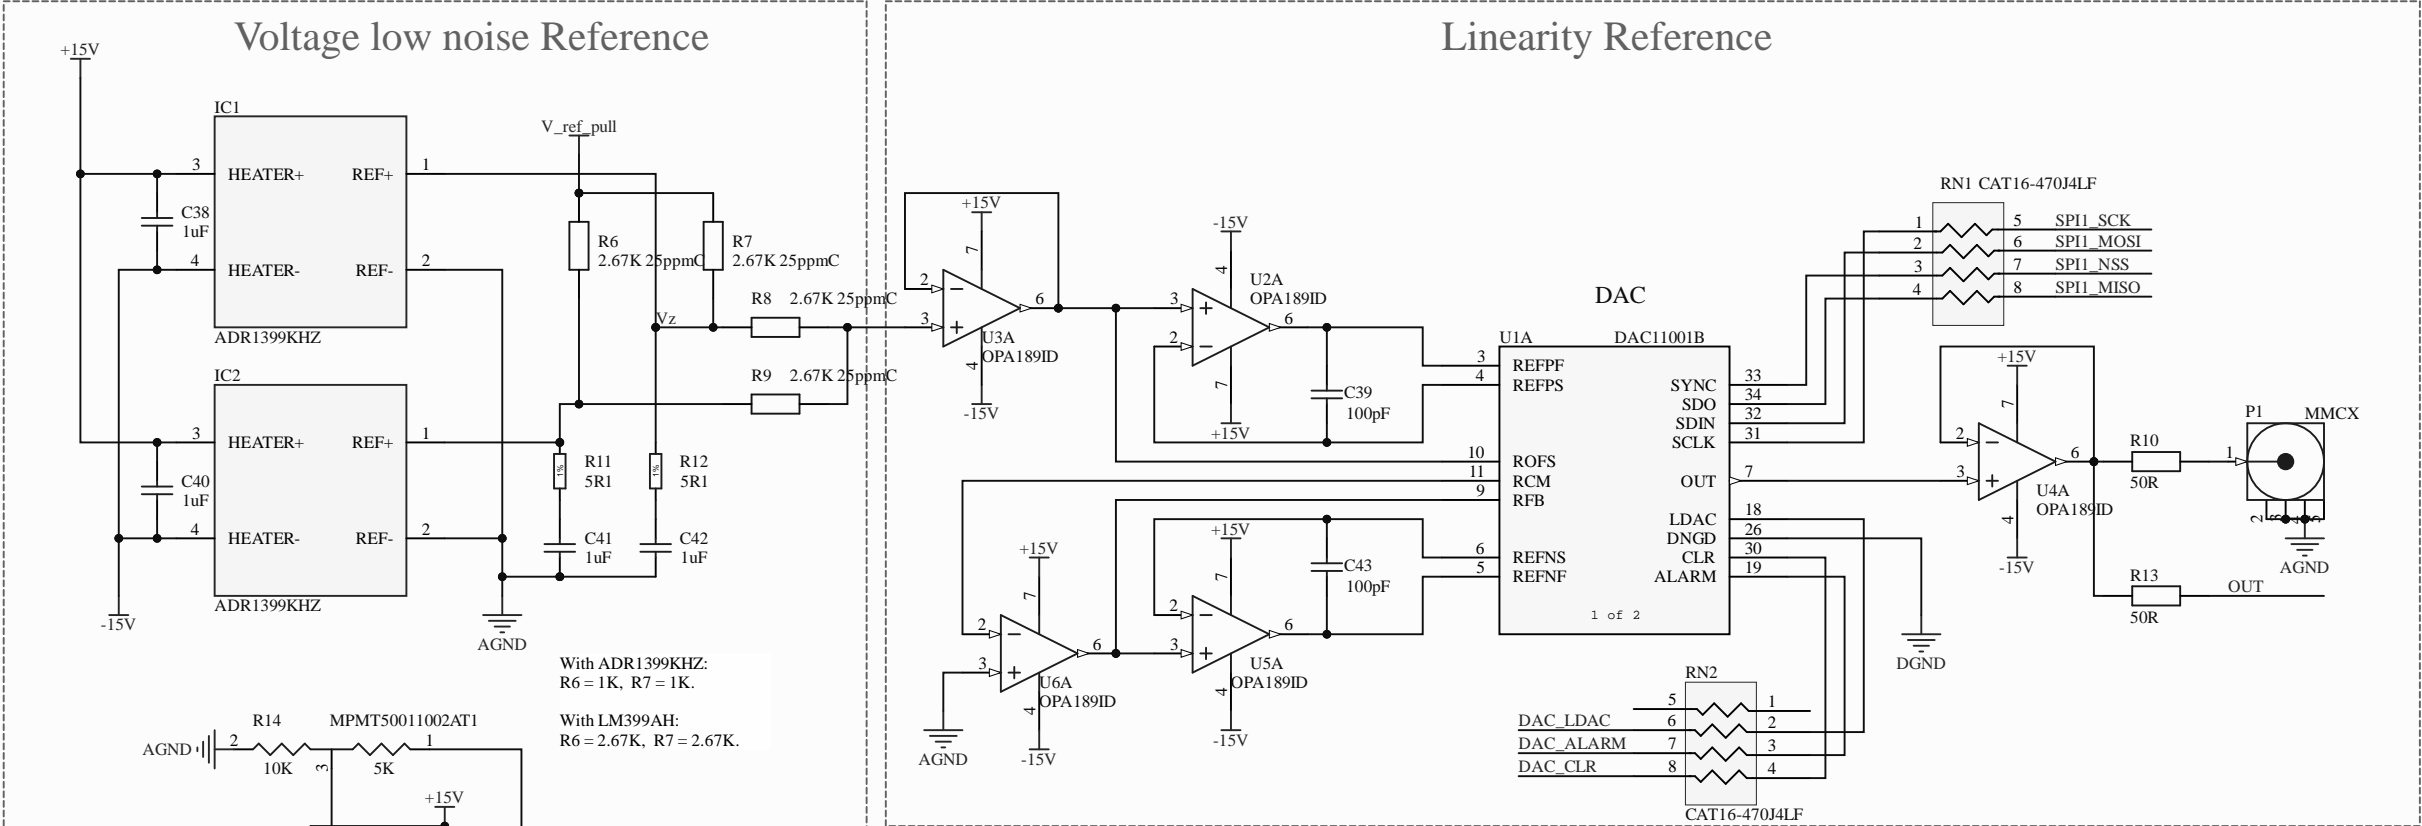 Voltage low noise Reference
+15V
IC1
3 HEATER+ REF+ 1
C38
1uF
4 HEATER- REF- 2
ADR1399KHZ
IC2
3 HEATER+ REF+ 1
C40
1uF
4 HEATER- REF- 2
ADR1399KHZ
-15V
V_ref_pull
R6
2.67K 25ppmC
R7
2.67K 25ppmC
Vz
R8 2.67K 25ppmC
R9 2.67K 25ppmC
1%
R11
5R1
1%
R12
5R1
C41
1uF
C42
1uF
AGND
With ADR1399KHZ:
R6 = 1K, R7 = 1K.
With LM399AH:
R6 = 2.67K, R7 = 2.67K.
R14 MPMT50011002AT1
AGND 2 1
10K 3 5K
+15V
Linearity Reference
+15V
7
2
3
6
U3A
OPA189ID
4
-15V
-15V
4
U2A
OPA189ID
3
2
6
7
+15V
C39
100pF
DAC
U1A DAC11001B
3 REFPF
4 REFPS
10 ROFS
11 RCM
9 RFB
6 REFNS
5 REFNF
SYNC 33
SDO 34
SDIN 32
SCLK 31
OUT 7
LDAC 18
DNGD 26
CLR 30
ALARM 19
1 of 2
+15V
7
2
3
6
U6A
OPA189ID
4
-15V
AGND
+15V
7
2
3
6
U5A
OPA189ID
4
-15V
C43
100pF
RN1 CAT16-470J4LF
1 5 SPI1_SCK
2 6 SPI1_MOSI
3 7 SPI1_NSS
4 8 SPI1_MISO
+15V
7
2
3
6
U4A
OPA189ID
4
-15V
R10
50R
P1 MMCX
1
2 3 4 5
AGND
R13
50R
OUT
DGND
RN2
5 1
DAC_LDAC 6 2
DAC_ALARM 7 3
DAC_CLR 8 4
CAT16-470J4LF